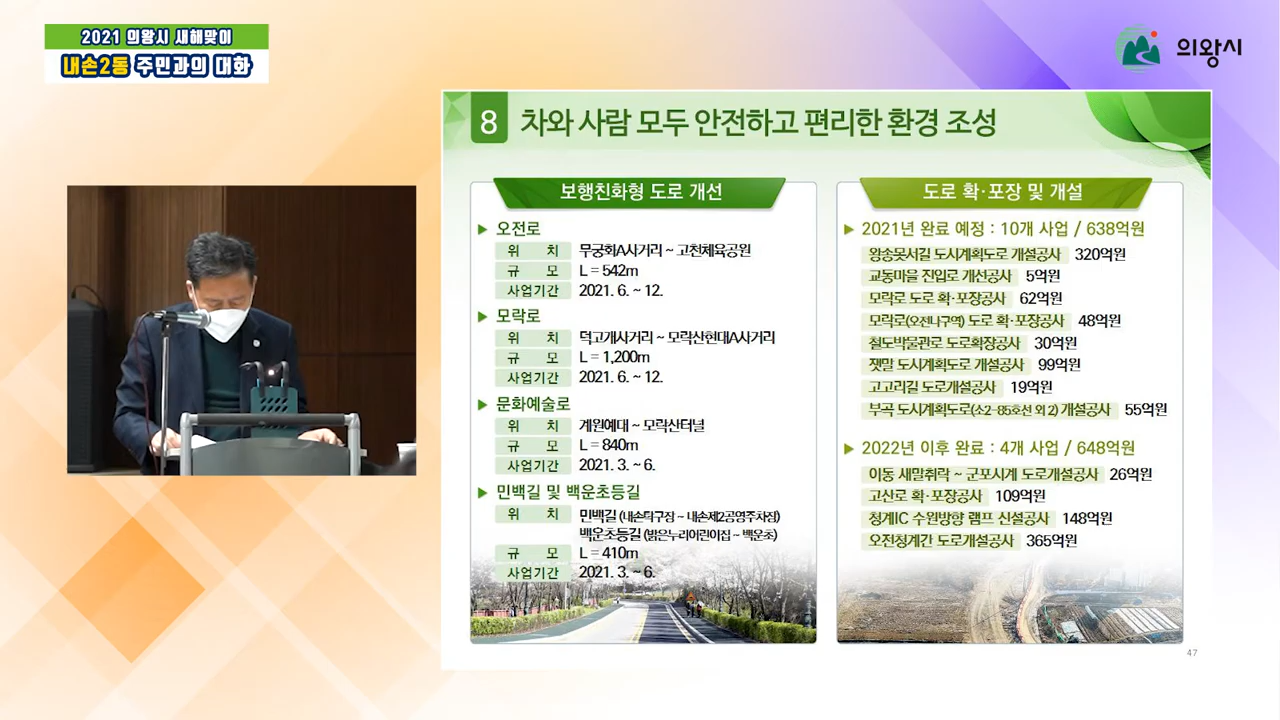 2021 의왕시 새해맞이
내손2동 주민과의 대화
의왕시
8 차와 사람 모두 안전하고 편리한 환경 조성
보행친화형 도로 개선
▶ 오전로
위 치 무궁화A사거리 ~ 고천체육공원
규 모 L = 542m
사업기간 2021. 6. ~ 12.
▶ 모락로
위 치 덕고개사거리 ~ 모락산현대A사거리
규 모 L = 1,200m
사업기간 2021. 6. ~ 12.
▶ 문화예술로
위 치 계원예대 ~ 모락산터널
규 모 L = 840m
사업기간 2021. 3. ~ 6.
▶ 민백길 및 백운초등길
위 치 민백길 (내손탁구장 ~ 내손제2공영주차장)
백운초등길 (밝은누리어린이집 ~ 백운초)
규 모 L = 410m
사업기간 2021. 3. ~ 6.
도로 확·포장 및 개설
▶ 2021년 완료 예정 : 10개 사업 / 638억원
왕송못서길 도시계획도로 개설공사 320억원
교동마을 진입로 개선공사 5억원
모락로 도로 확·포장공사 62억원
모락로(오전나구역) 도로 확·포장공사 48억원
철도박물관로 도로확장공사 30억원
잿말 도시계획도로 개설공사 99억원
고고리길 도로개설공사 19억원
부곡 도시계획도로(소2-85호선 외 2) 개설공사 55억원
▶ 2022년 이후 완료 : 4개 사업 / 648억원
이동 새말취락 ~ 군포시계 도로개설공사 26억원
고산로 확·포장공사 109억원
청계IC 수원방향 램프 신설공사 148억원
오전청계간 도로개설공사 365억원
47